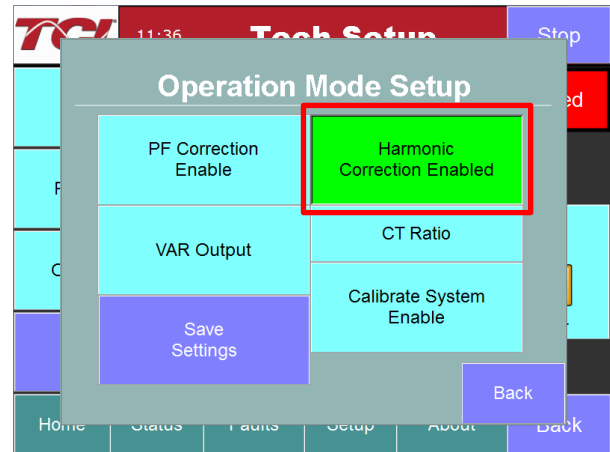 TCI
11:36
Tech Setup
Stop
Operation Mode Setup
ed
PF Correction
Enable
Harmonic
Correction Enabled
VAR Output
CT Ratio
Calibrate System
Enable
Save
Settings
Back
Home
Status
Faults
Setup
About
Back